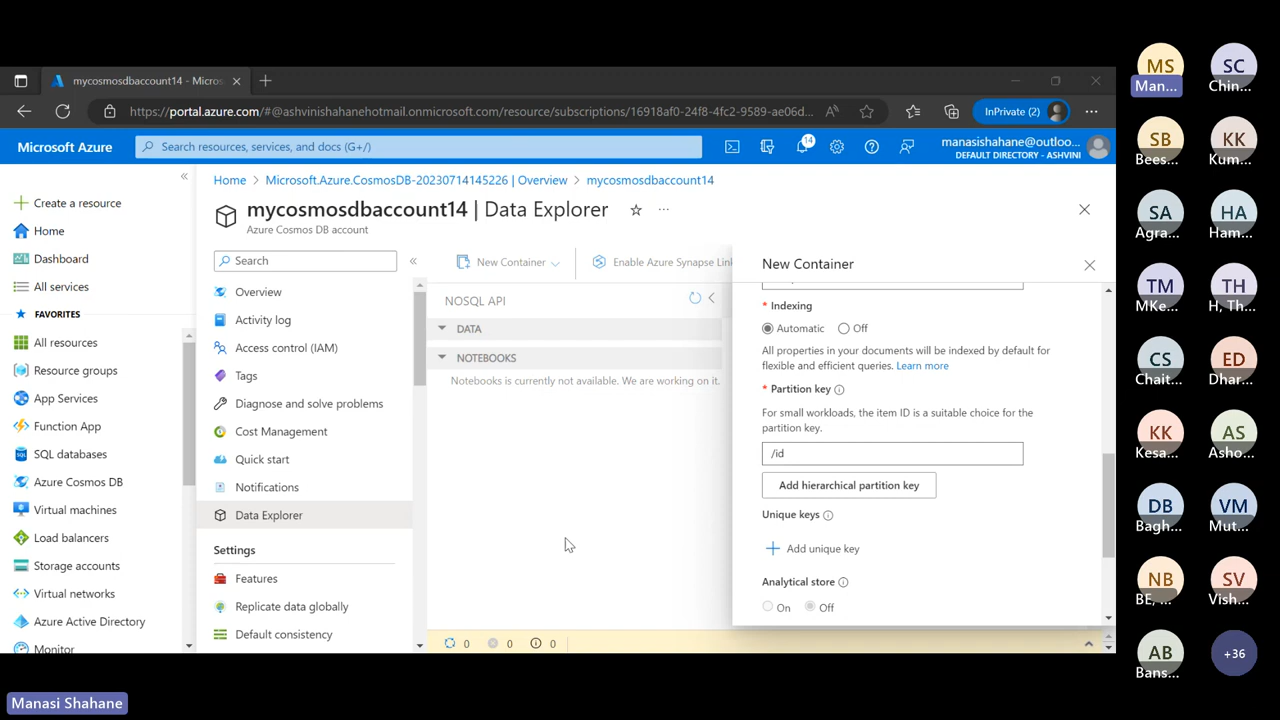 mycosmosdbaccount14 - Micros
https://portal.azure.com/#@ashvinishahanehotmail.onmicrosoft.com/resource/subscriptions/16918af0-24f8-4fc2-9589-ae06d...
InPrivate (2)
Microsoft Azure
Search resources, services, and docs (G+/)
14
manasishahane@outloo...
DEFAULT DIRECTORY - ASHVINI
Create a resource
Home
Dashboard
All services
FAVORITES
All resources
Resource groups
App Services
Function App
SQL databases
Azure Cosmos DB
Virtual machines
Load balancers
Storage accounts
Virtual networks
Azure Active Directory
Monitor
Home > Microsoft.Azure.CosmosDB-20230714145226 | Overview > mycosmosdbaccount14
mycosmosdbaccount14 | Data Explorer
Azure Cosmos DB account
Search
Overview
Activity log
Access control (IAM)
Tags
Diagnose and solve problems
Cost Management
Quick start
Notifications
Data Explorer
Settings
Features
Replicate data globally
Default consistency
New Container
Enable Azure Synapse Link
NOSQL API
DATA
NOTEBOOKS
Notebooks is currently not available. We are working on it.
0 0 0
New Container
* Indexing
Automatic Off
All properties in your documents will be indexed by default for
flexible and efficient queries. Learn more
* Partition key
For small workloads, the item ID is a suitable choice for the
partition key.
/id
Add hierarchical partition key
Unique keys
Add unique key
Analytical store
On Off
MS
Man...
SC
Chin...
SB
Bees...
KK
Kum...
SA
Agra...
HA
Ham...
TM
MKe...
TH
H, Th...
CS
Chait...
ED
Dhar...
KK
Kesa...
AS
Asho...
DB
Bagh...
VM
Mut...
NB
BE, ...
SV
Vish...
AB
Bans...
+36
Manasi Shahane